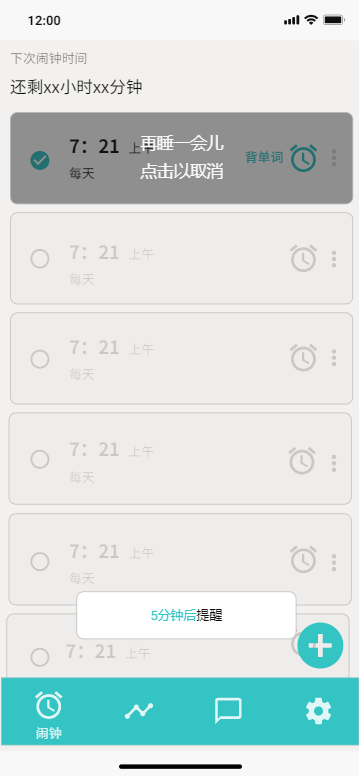 12:00
下次闹钟时间
还剩xx小时xx分钟
7：21 上午
每天
再睡一会儿
点击以取消
背单词
7：21 上午
每天
7：21 上午
每天
7：21 上午
每天
7：21 上午
每天
5分钟后提醒
7：21 上午
闹钟